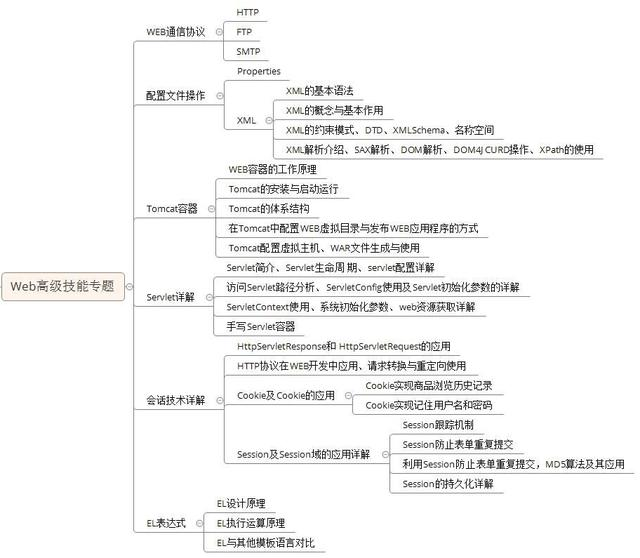 Web高级技能专题
WEB通信协议
HTTP
FTP
SMTP
配置文件操作
Properties
XML
XML的基本语法
XML的概念与基本作用
XML的约束模式、DTD、XMLSchema、名称空间
XML解析介绍、SAX解析、DOM解析、DOM4J CURD操作、XPath的使用
Tomcat容器
WEB容器的工作原理
Tomcat的安装与启动运行
Tomcat的体系结构
在Tomcat中配置WEB虚拟目录与发布WEB应用程序的方式
Tomcat配置虚拟主机、WAR文件生成与使用
Servlet详解
Servlet简介、Servlet生命周 期、servlet配置详解
访问Servlet路径分析、ServletConfig使用及Servlet初始化参数的详解
ServletContext使用、系统初始化参数、web资源获取详解
手写Servlet容器
会话技术详解
HttpServletResponse和 HttpServletRequest的应用
HTTP协议在WEB开发中应用、请求转换与重定向使用
Cookie及Cookie的应用
Cookie实现商品浏览历史记录
Cookie实现记住用户名和密码
Session及Session域的应用详解
Session跟踪机制
Session防止表单重复提交
利用Session防止表单重复提交，MD5算法及其应用
Session的持久化详解
EL表达式
EL设计原理
EL执行运算原理
EL与其他模板语言对比